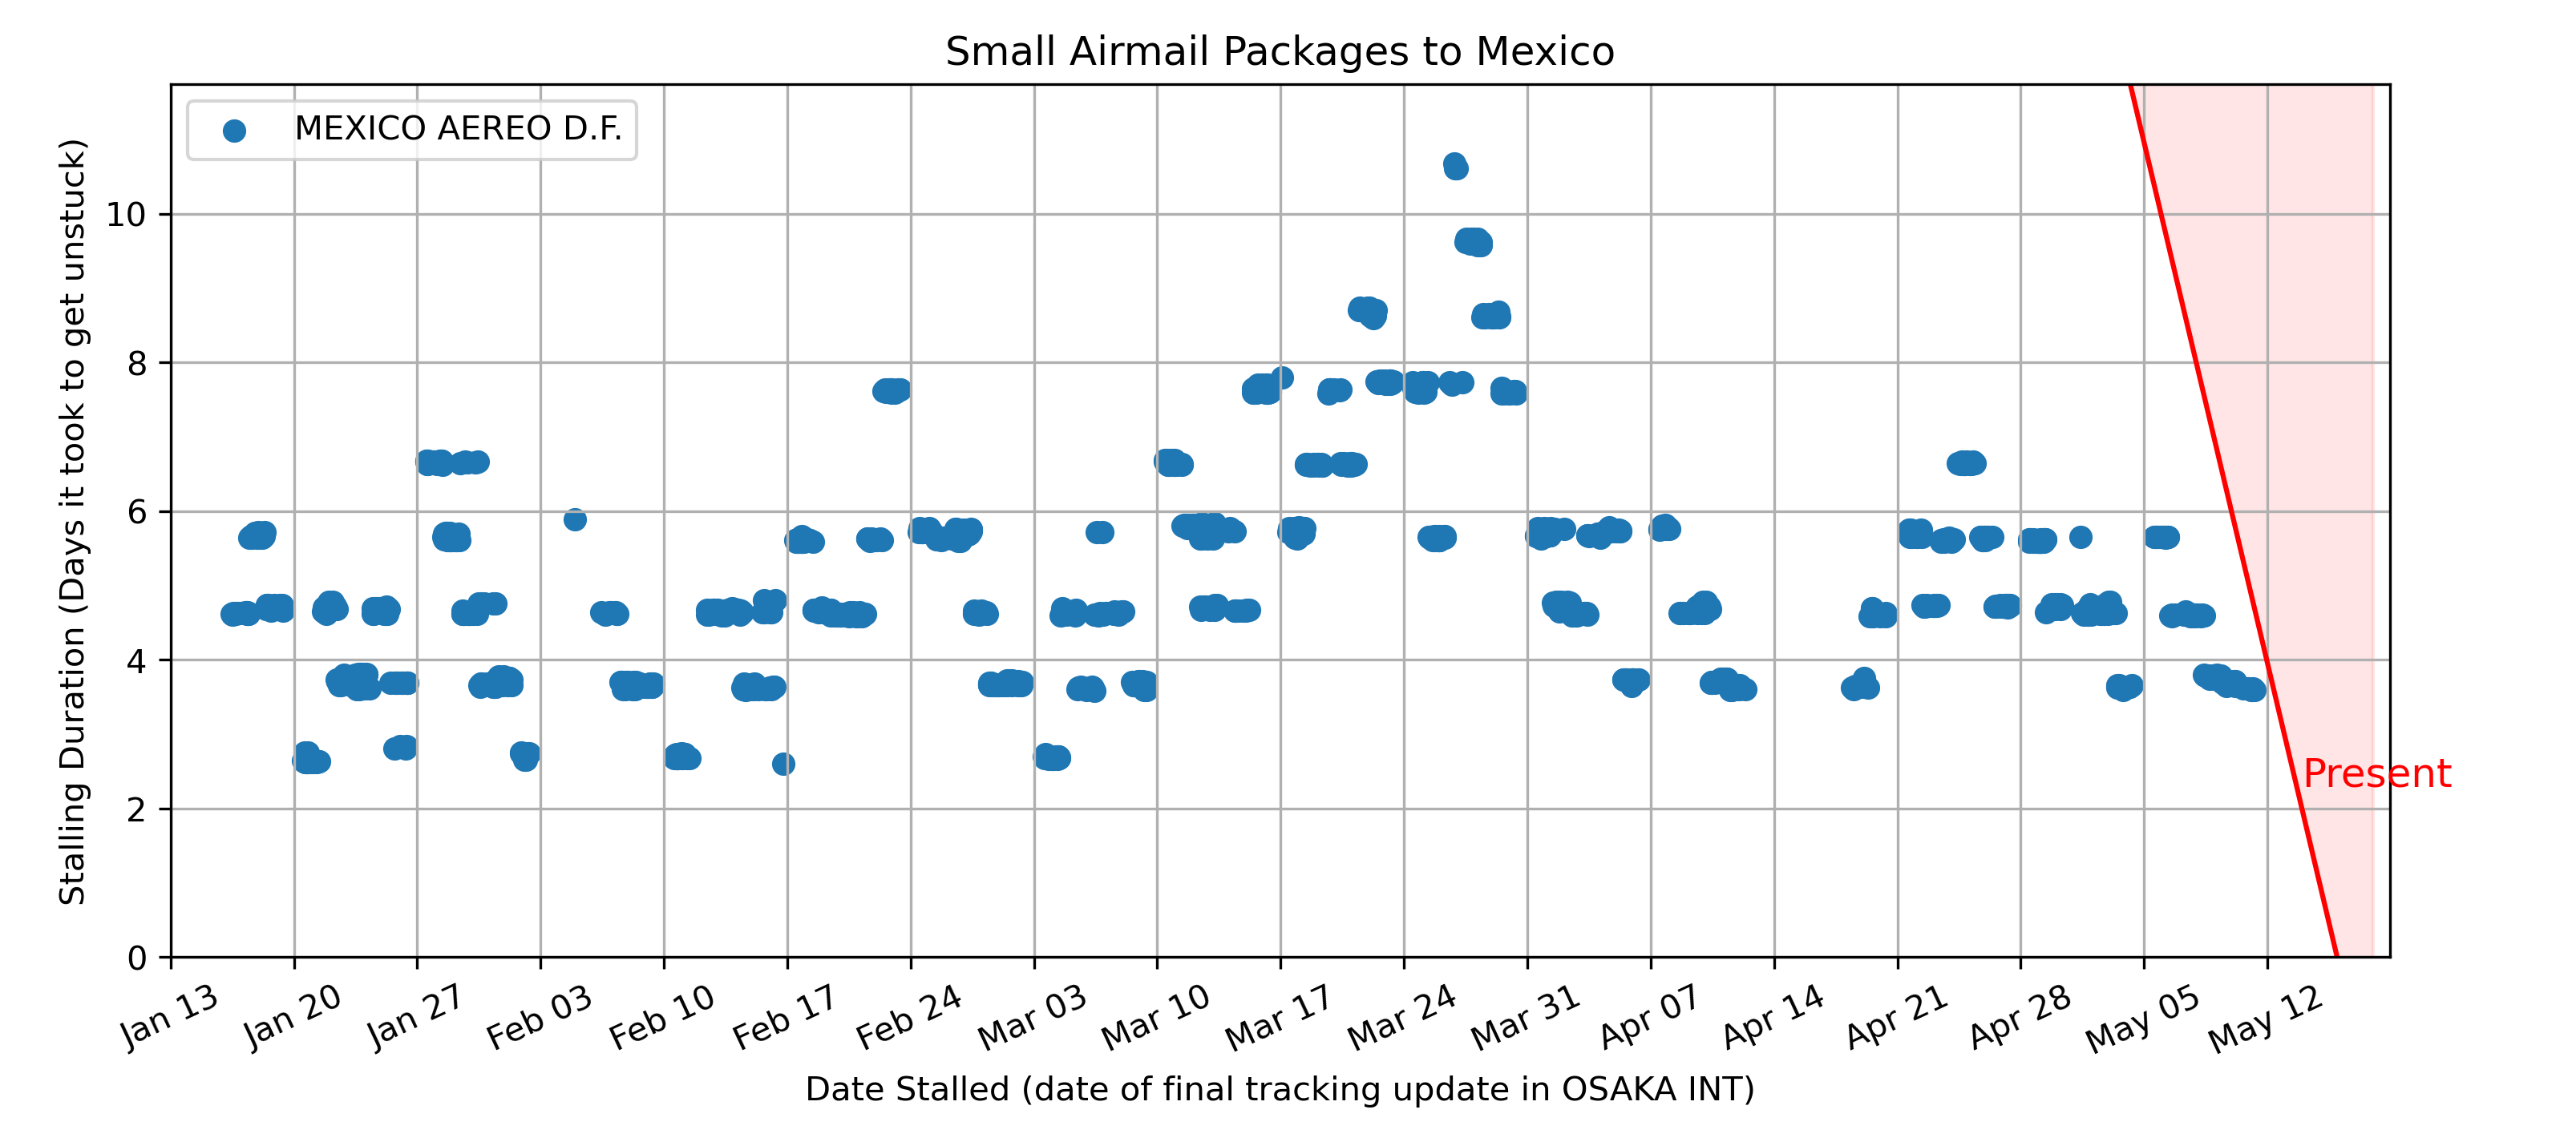 Small Airmail Packages to Mexico
MEXICO AEREO D.F.
Stalling Duration (Days it took to get unstuck)
10
8
6
4
2
0
Present
Jan 13
Jan 20
Jan 27
Feb 03
Feb 10
Feb 17
Feb 24
Mar 03
Mar 10
Mar 17
Mar 24
Mar 31
Apr 07
Apr 14
Apr 21
Apr 28
May 05
May 12
Date Stalled (date of final tracking update in OSAKA INT)